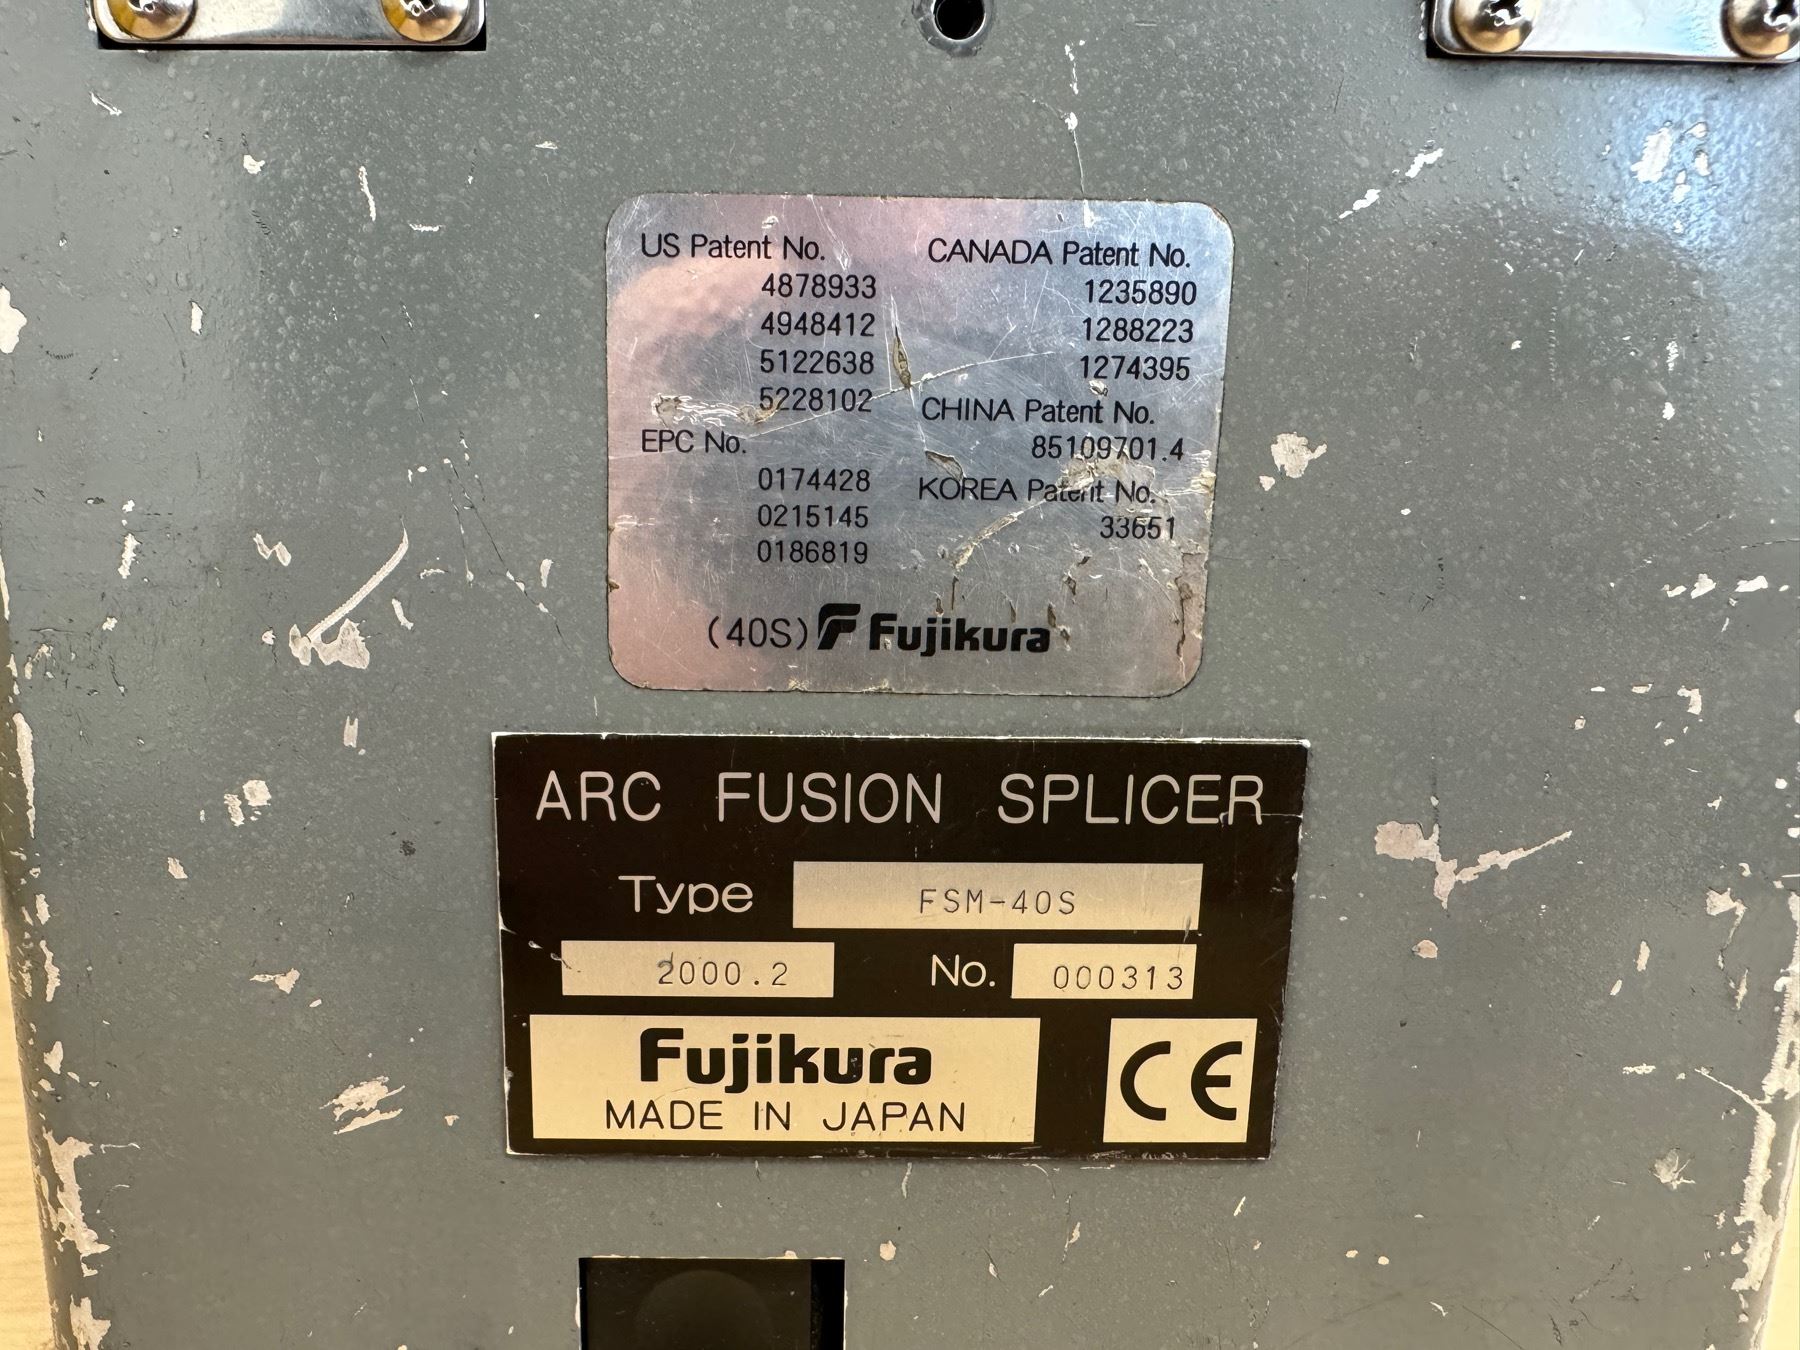 US Patent No.
4878933
4948412
5122638
5228102
EPC No.
0174428
0215145
0186819
CANADA Patent No.
1235890
1288223
1274395
CHINA Patent No.
85109701.4
KOREA Patent No.
33651
(40S) Fujikura
ARC FUSION SPLICER
Type FSM-40S
2000.2 No. 000313
Fujikura
MADE IN JAPAN
CE